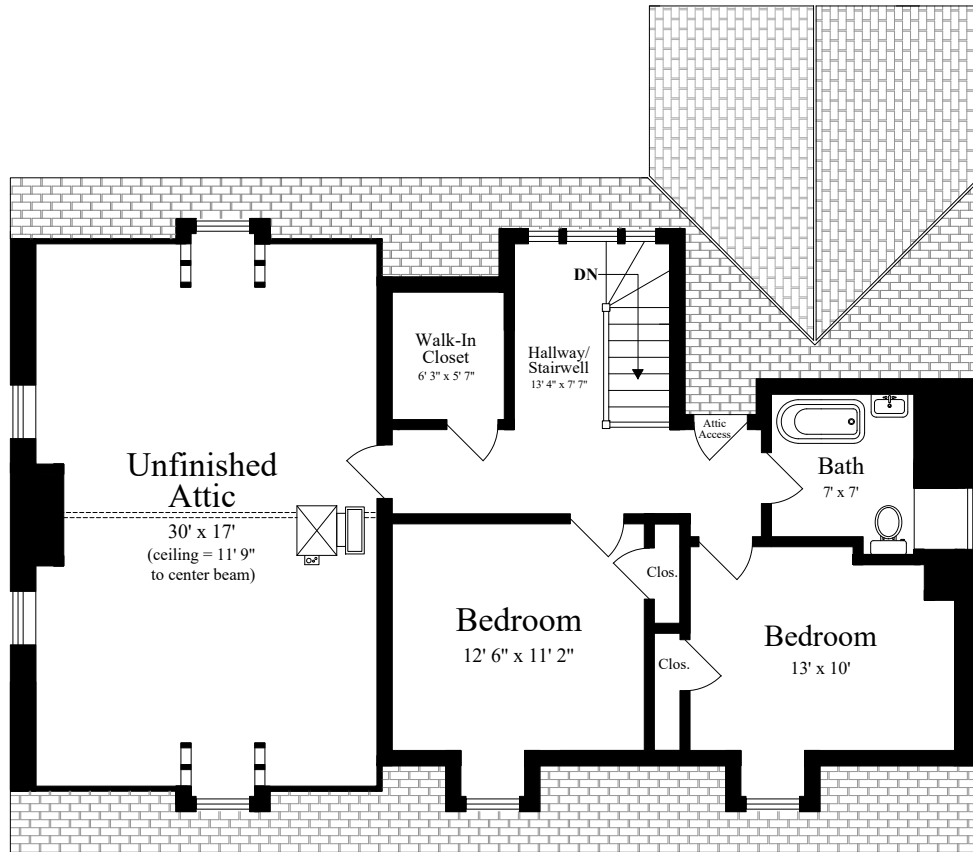 DN
Walk-In
Closet
6' 3" x 5' 7"
Hallway/
Stairwell
13' 4" x 7' 7"
Attic
Access
Unfinished
Attic
30' x 17'
(ceiling = 11' 9"
to center beam)
Bath
7' x 7'
Clos.
Bedroom
12' 6" x 11' 2"
Clos.
Bedroom
13' x 10'